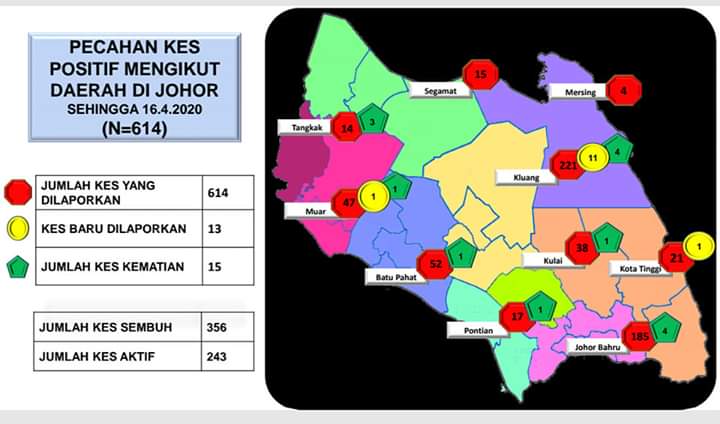 PECAHAN KES
POSITIF MENGIKUT
DAERAH DI JOHOR
SEHINGGA 16.4.2020
(N=614)
JUMLAH KES YANG
DILAPORKAN
614
KES BARU DILAPORKAN
13
JUMLAH KES KEMATIAN
15
JUMLAH KES SEMBUH
356
JUMLAH KES AKTIF
243
Segamat
15
Mersing
4
Tangkak
14
3
Kluang
221
11
4
Muar
47
1
1
Batu Pahat
52
1
Kulai
38
1
Kota Tinggi
21
1
Pontian
17
1
Johor Bahru
185
4